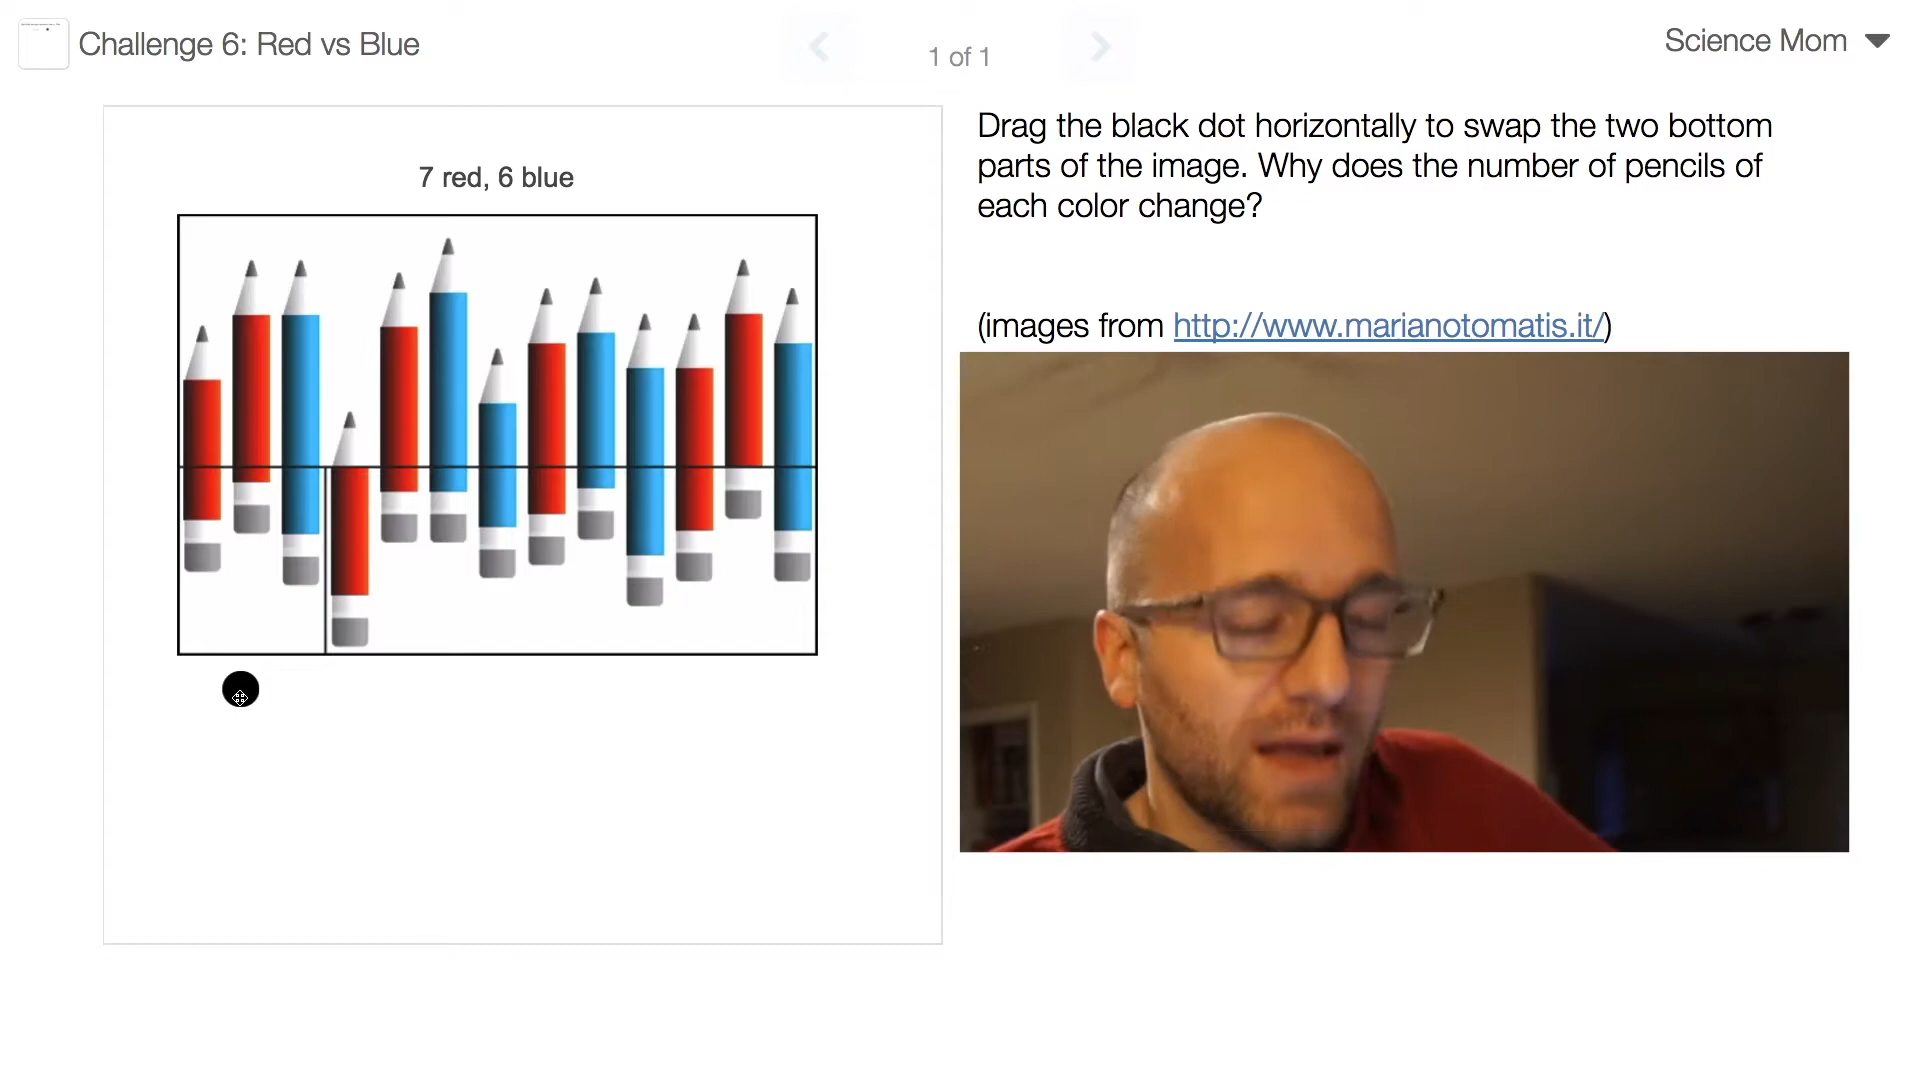 Challenge 6: Red vs Blue
1 of 1
Science Mom
7 red, 6 blue
Drag the black dot horizontally to swap the two bottom
parts of the image. Why does the number of pencils of
each color change?
(images from http://www.marianotomatis.it/)